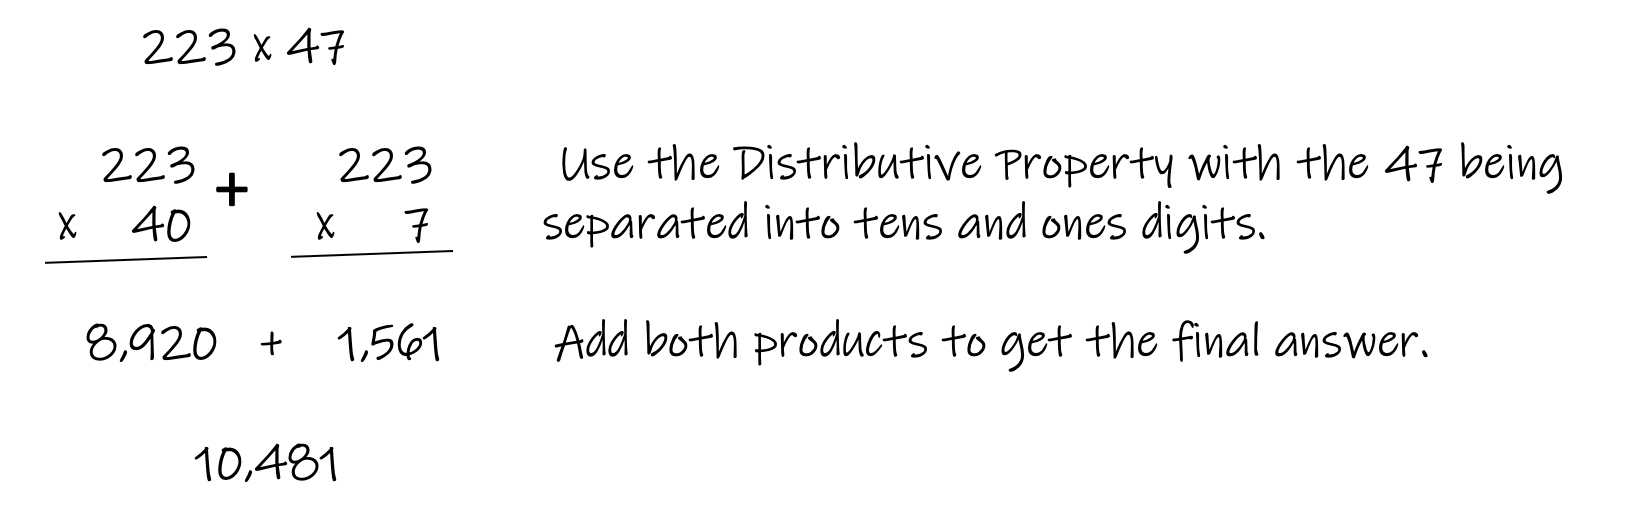 223 x 47
223 + 223 Use the Distributive Property with the 47 being
x 40 x 7 separated into tens and ones digits.
8,920 + 1,561 Add both products to get the final answer.
10,481